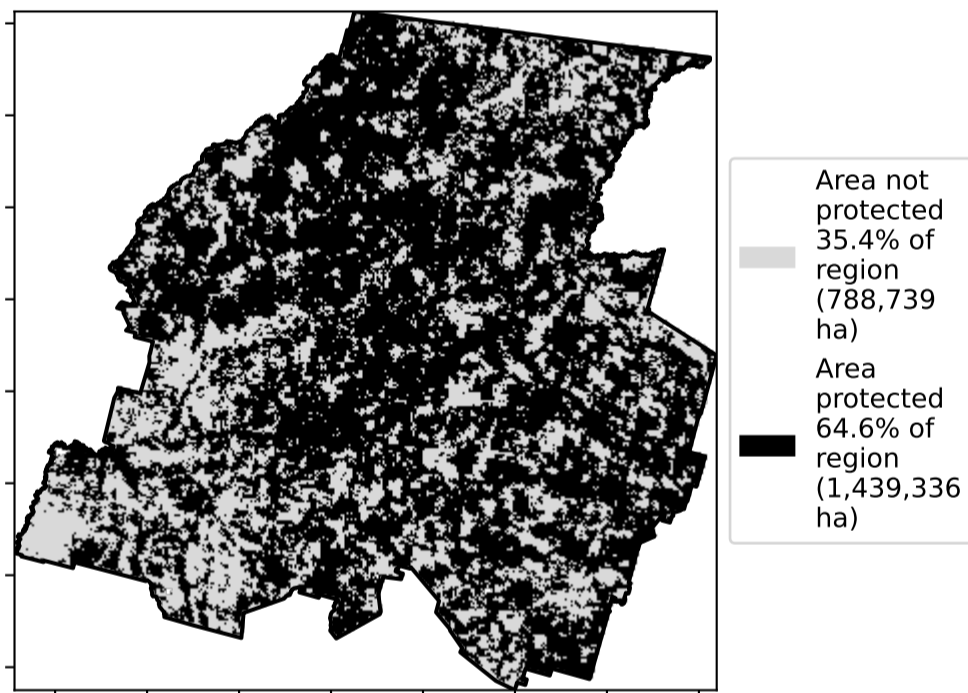 Area not
protected
35.4% of
region
(788,739
ha)
Area
protected
64.6% of
region
(1,439,336
ha)